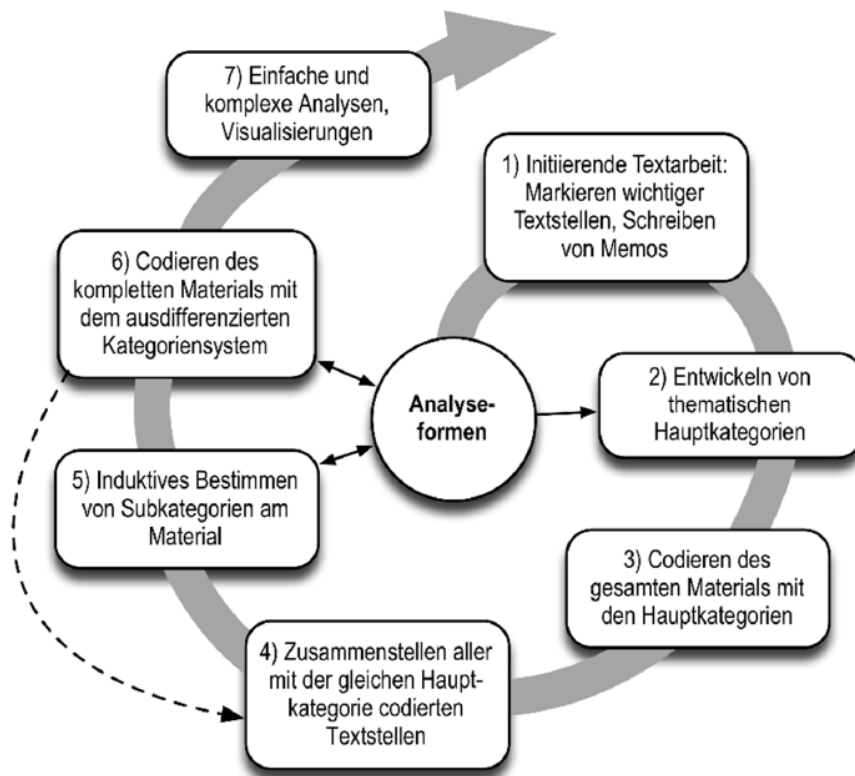 7) Einfache und
komplexe Analysen,
Visualisierungen
1) Initiierende Textarbeit:
Markieren wichtiger
Textstellen, Schreiben
von Memos
6) Codieren des
kompletten Materials mit
dem ausdifferenzierten
Kategoriensystem
Analyse-
formen
2) Entwickeln von
thematischen
Hauptkategorien
5) Induktives Bestimmen
von Subkategorien am
Material
3) Codieren des
gesamten Materials mit
den Hauptkategorien
4) Zusammenstellen aller
mit der gleichen Haupt-
kategorie codierten
Textstellen